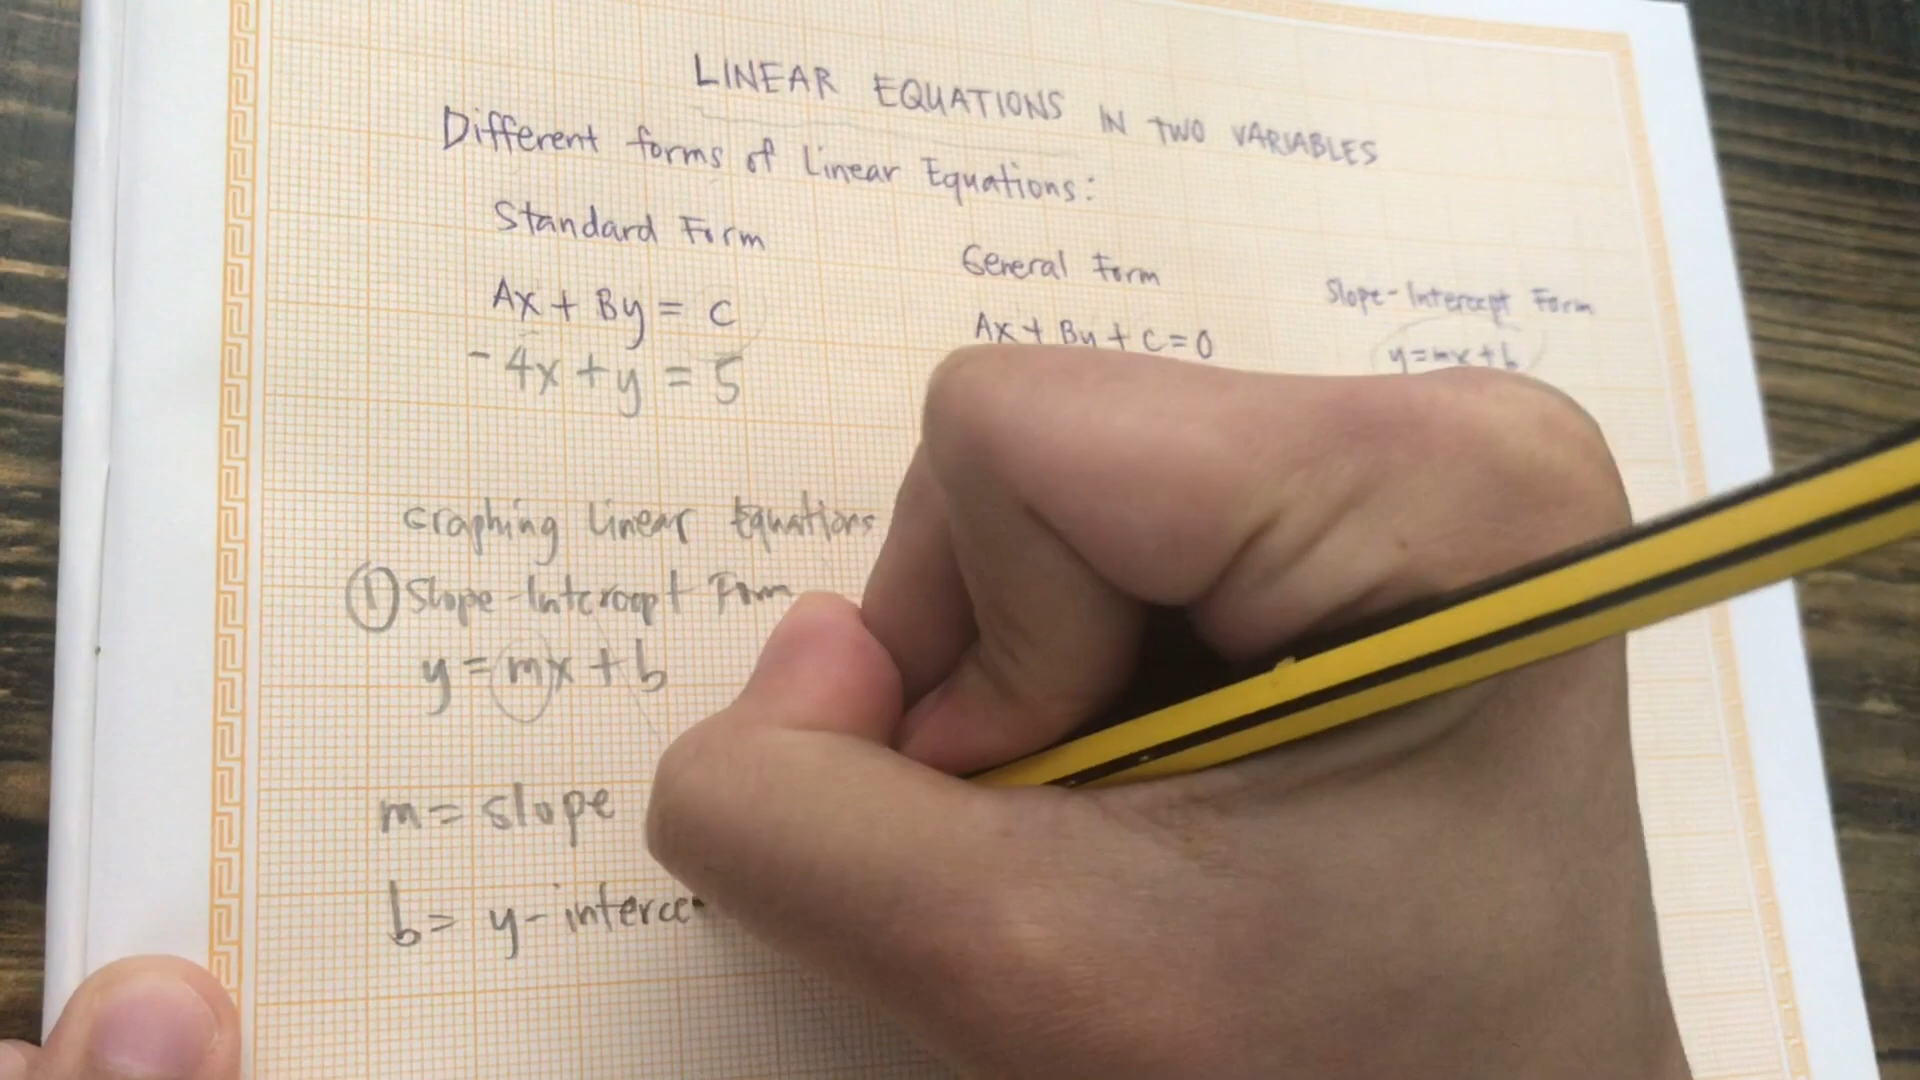 LINEAR EQUATIONS IN TWO VARIABLES
Different forms of Linear Equations:
Standard Form
Ax + By = C
-4x + y = 5
General Form
Ax + By + C = 0
Slope-Intercept Form
y = mx + b
Graphing Linear Equations
① Slope-Intercept Form
y = mx + b
m = slope
b = y-interce